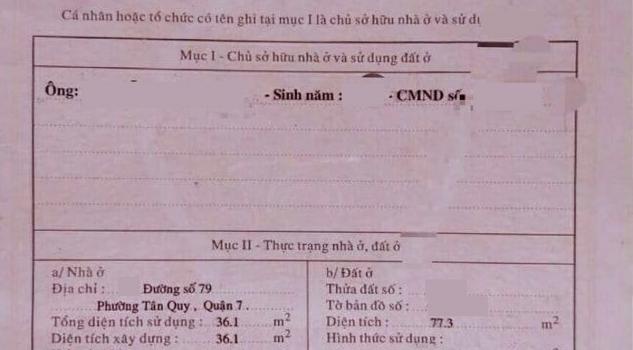 Cá nhân hoặc tổ chức có tên ghi tại mục I là chủ sở hữu nhà ở và sử
Mục I - Chủ sở hữu nhà ở và sử dụng đất ở
Ông: - Sinh năm : - CMND số
Mục II - Thực trạng nhà ở, đất ở
a/ Nhà ở
Địa chỉ : Đường số 79
Phường Tân Quy , Quận 7
Tổng diện tích sử dụng : 36.1 m²
Diện tích xây dựng : 36.1 m²
b/ Đất ở
Thửa đất số :
Tờ bản đồ số :
Diện tích : 77.3 m²
Hình thức sử dụng :